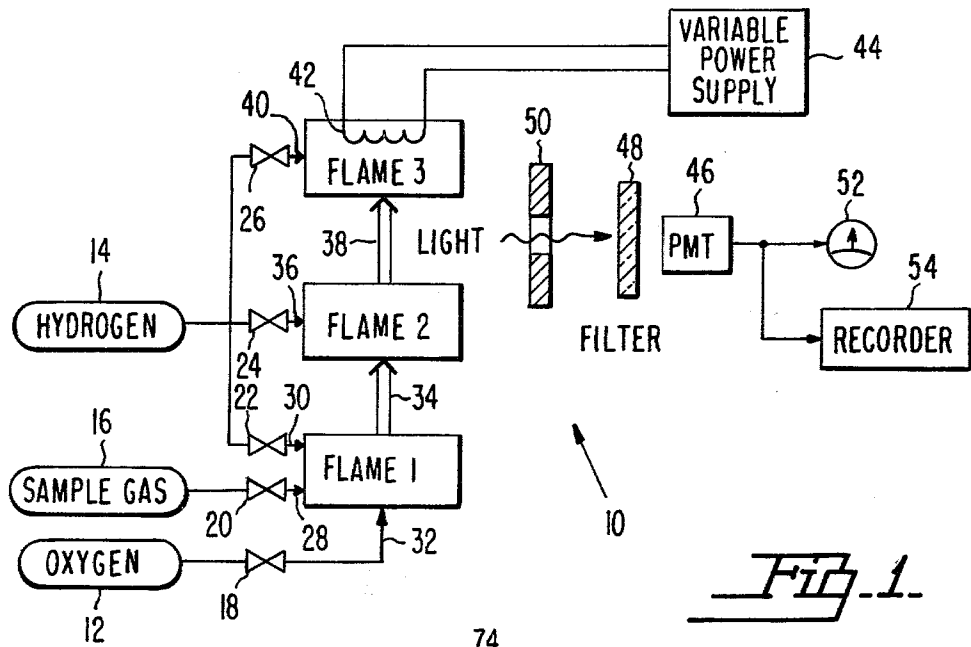 VARIABLE
POWER
SUPPLY
44
42
40
FLAME 3
26
50
48
46
52
38
LIGHT
PMT
14
HYDROGEN
36
24
FLAME 2
54
RECORDER
FILTER
34
22
30
16
SAMPLE GAS
20
28
FLAME 1
32
10
OXYGEN
12
18
Fig. 1.
74